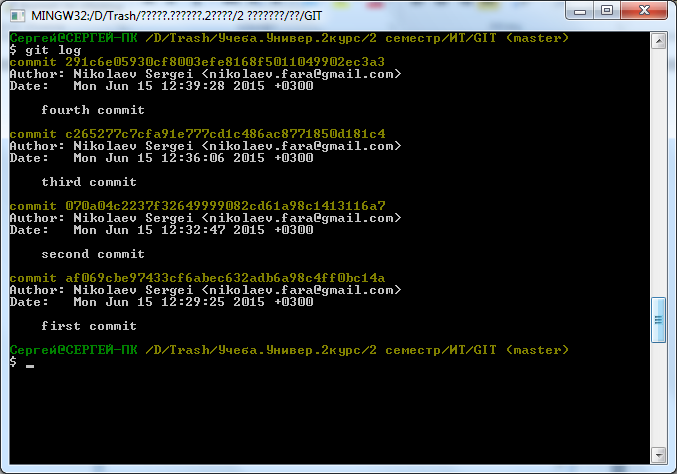 MINGW32:/D/Trash/?????.??????.2????/2 ???????/??/GIT
Сергей@СЕРГЕЙ-ПК /D/Trash/Учеба.Универ.2курс/2 семестр/ИТ/GIT (master)
$ git log
commit 291c6e05930cf8003efe8168f5011049902ec3a3
Author: Nikolaev Sergei <nikolaev.fara@gmail.com>
Date:   Mon Jun 15 12:39:28 2015 +0300
    fourth commit
commit c265277c7cfa91e777cd1c486ac8771850d181c4
Author: Nikolaev Sergei <nikolaev.fara@gmail.com>
Date:   Mon Jun 15 12:36:06 2015 +0300
    third commit
commit 070a04c2237f32649999082cd61a98c1413116a7
Author: Nikolaev Sergei <nikolaev.fara@gmail.com>
Date:   Mon Jun 15 12:32:47 2015 +0300
    second commit
commit af069cbe97433cf6abec632adb6a98c4ff0bc14a
Author: Nikolaev Sergei <nikolaev.fara@gmail.com>
Date:   Mon Jun 15 12:29:25 2015 +0300
    first commit
Сергей@СЕРГЕЙ-ПК /D/Trash/Учеба.Универ.2курс/2 семестр/ИТ/GIT (master)
$